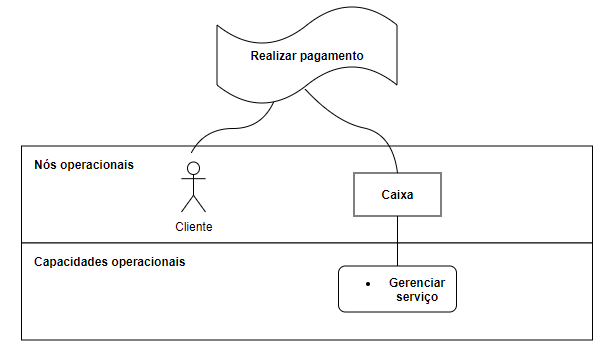 Realizar pagamento
Nós operacionais
Caixa
Cliente
Capacidades operacionais
• Gerenciar
serviço